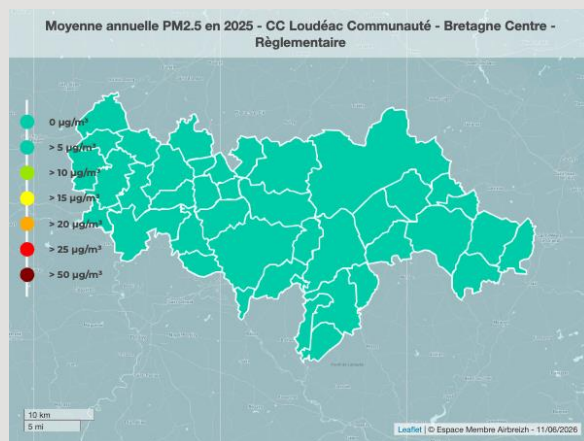 Moyenne annuelle PM2.5 en 2025 - CC Loudéac Communauté - Bretagne Centre -
Règlementaire
0 µg/m³
> 5 µg/m³
> 10 µg/m³
> 15 µg/m³
> 20 µg/m³
> 25 µg/m³
> 50 µg/m³
10 km
5 mi
Leaflet | © Espace Membre Airbreizh - 11/06/2026